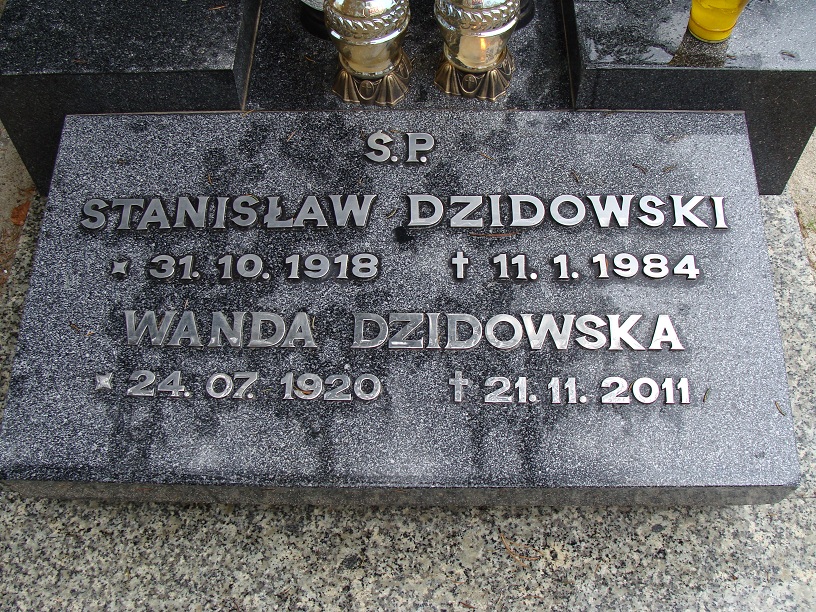 Ś.P.
STANISŁAW DZIDOWSKI
31. 10. 1918 † 11. 1. 1984
WANDA DZIDOWSKA
24. 07. 1920 † 21. 11. 2011